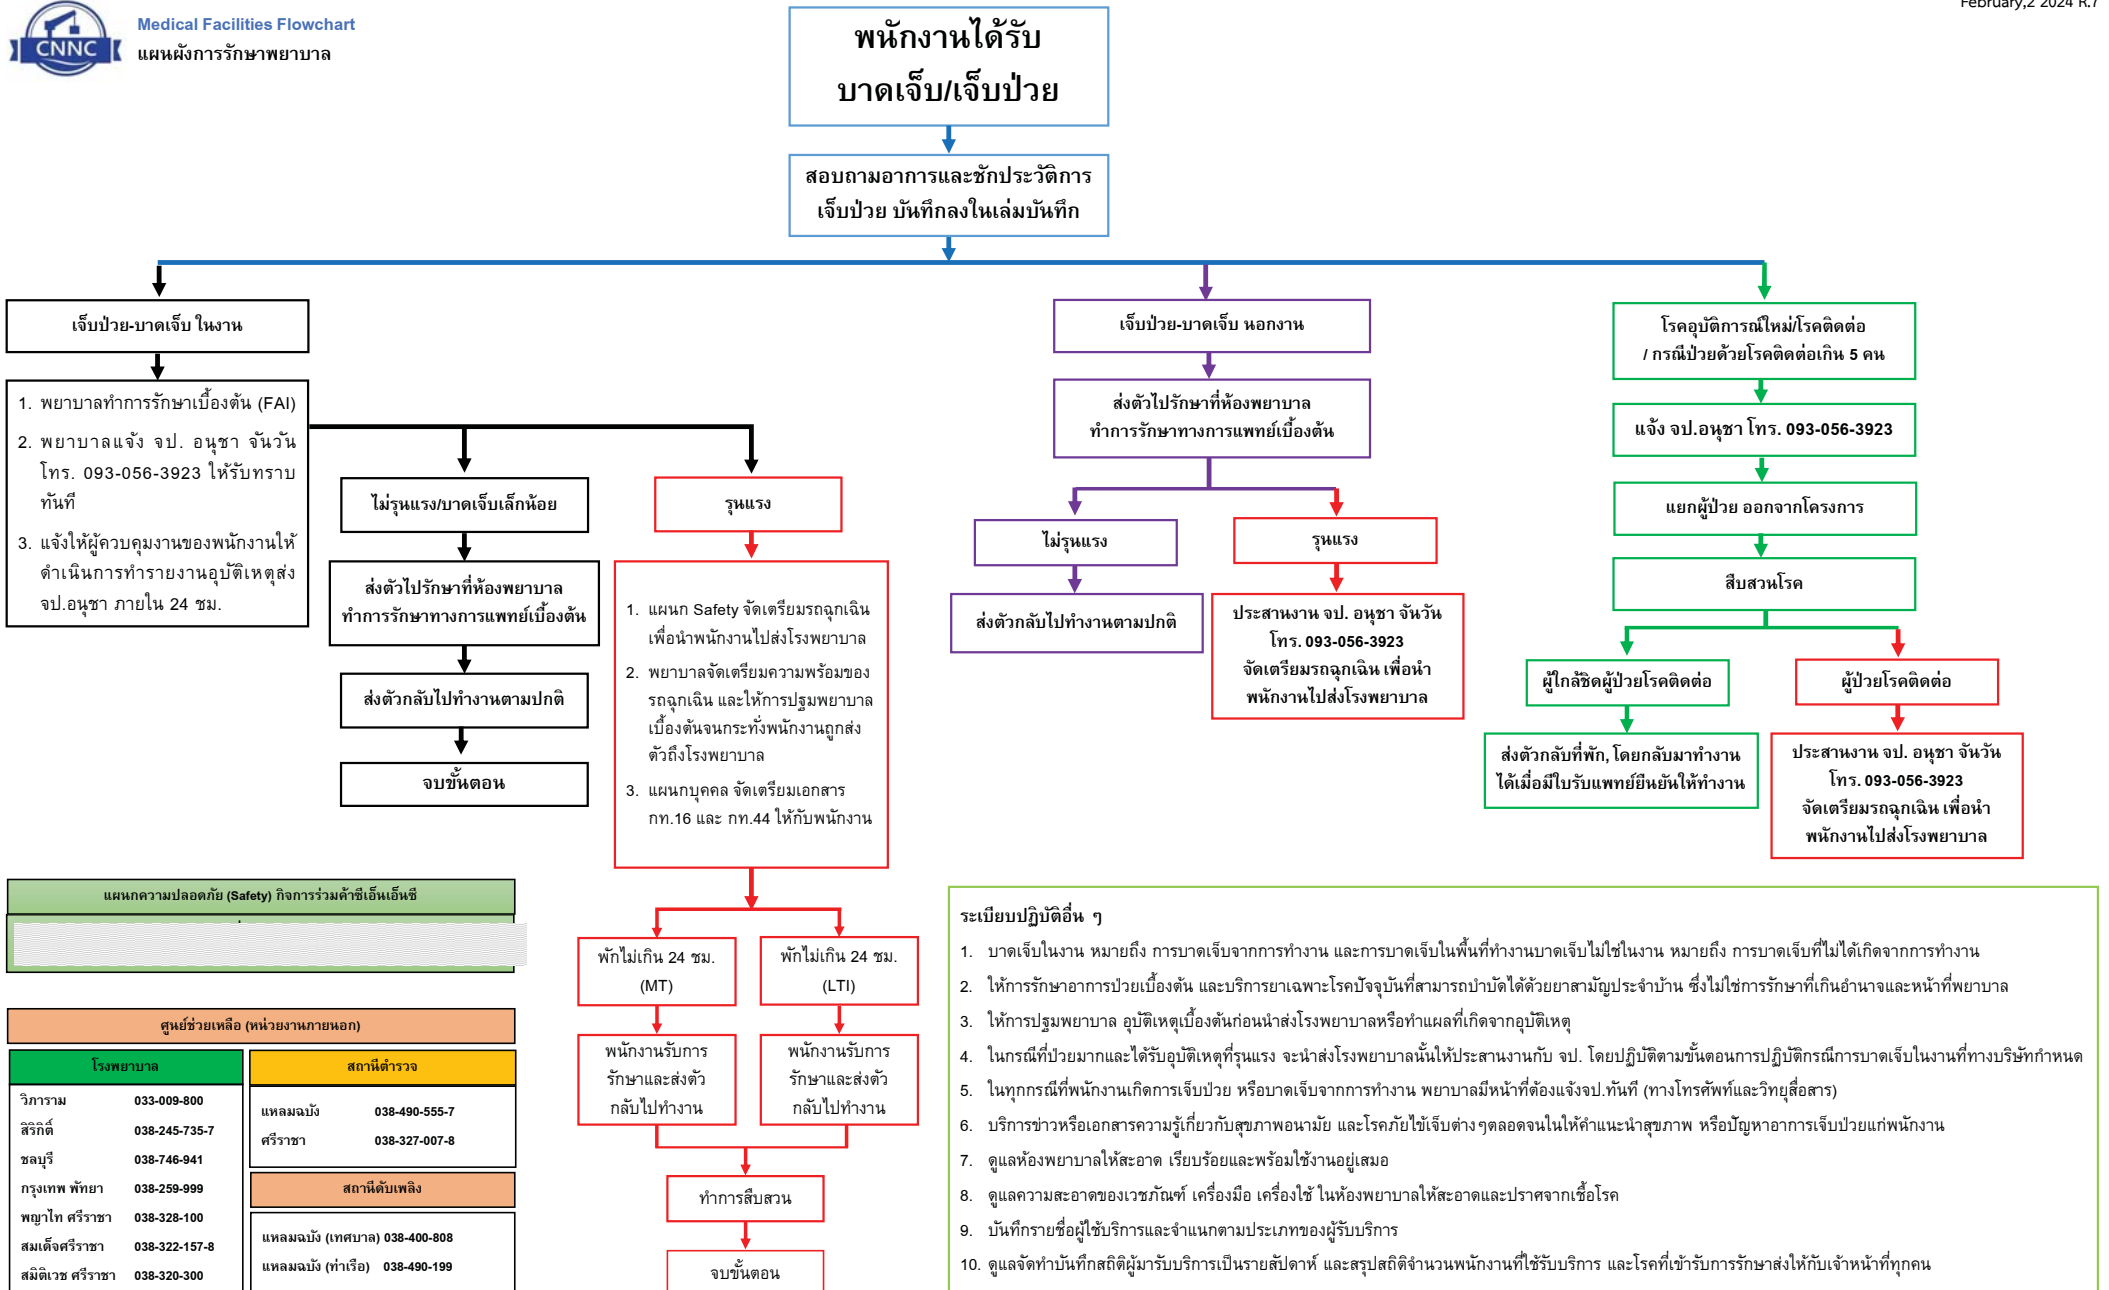 February,2 2024 R.7
CNNC
Medical Facilities Flowchart
แผนผังการรักษาพยาบาล
พนักงานได้รับ
บาดเจ็บ/เจ็บป่วย
สอบถามอาการและชักประวัติการ
เจ็บป่วย บันทึกลงในเล่มบันทึก
เจ็บป่วย-บาดเจ็บ ในงาน
1. พยาบาลทำการรักษาเบื้องต้น (FAI)
2. พยาบาลแจ้ง จป. อนุชา จันวัน
โทร. 093-056-3923 ให้รับทราบ
ทันที
3. แจ้งให้ผู้ควบคุมงานของพนักงานให้
ดำเนินการทำรายงานอุบัติเหตุส่ง
จป.อนุชา ภายใน 24 ชม.
ไม่รุนแรง/บาดเจ็บเล็กน้อย
ส่งตัวไปรักษาที่ห้องพยาบาล
ทำการรักษาทางการแพทย์เบื้องต้น
ส่งตัวกลับไปทำงานตามปกติ
จบขั้นตอน
รุนแรง
1. แผนก Safety จัดเตรียมรถฉุกเฉิน
เพื่อนำพนักงานไปส่งโรงพยาบาล
2. พยาบาลจัดเตรียมความพร้อมของ
รถฉุกเฉิน และให้การปฐมพยาบาล
เบื้องต้นจนกระทั่งพนักงานถูกส่ง
ตัวถึงโรงพยาบาล
3. แผนกบุคคล จัดเตรียมเอกสาร
กท.16 และ กท.44 ให้กับพนักงาน
พักไม่เกิน 24 ชม.
(MT)
พนักงานรับการ
รักษาและส่งตัว
กลับไปทำงาน
พักไม่เกิน 24 ชม.
(LTI)
พนักงานรับการ
รักษาและส่งตัว
กลับไปทำงาน
ทำการสืบสวน
จบขั้นตอน
เจ็บป่วย-บาดเจ็บ นอกงาน
ส่งตัวไปรักษาที่ห้องพยาบาล
ทำการรักษาทางการแพทย์เบื้องต้น
ไม่รุนแรง
ส่งตัวกลับไปทำงานตามปกติ
รุนแรง
ประสานงาน จป. อนุชา จันวัน
โทร. 093-056-3923
จัดเตรียมรถฉุกเฉิน เพื่อนำ
พนักงานไปส่งโรงพยาบาล
โรคอุบัติการณ์ใหม่/โรคติดต่อ
/ กรณีป่วยด้วยโรคติดต่อเกิน 5 คน
แจ้ง จป.อนุชา โทร. 093-056-3923
แยกผู้ป่วย ออกจากโครงการ
สืบสวนโรค
ผู้ใกล้ชิดผู้ป่วยโรคติดต่อ
ส่งตัวกลับที่พัก, โดยกลับมาทำงาน
ได้เมื่อมีใบรับแพทย์ยืนยันให้ทำงาน
ผู้ป่วยโรคติดต่อ
ประสานงาน จป. อนุชา จันวัน
โทร. 093-056-3923
จัดเตรียมรถฉุกเฉิน เพื่อนำ
พนักงานไปส่งโรงพยาบาล
แผนกความปลอดภัย (Safety) กิจการร่วมค้าซีเอ็นเอ็นซี
ศูนย์ช่วยเหลือ (หน่วยงานภายนอก)
โรงพยาบาล
วิภาราม 033-009-800
สิริกิติ์ 038-245-735-7
ชลบุรี 038-746-941
กรุงเทพ พัทยา 038-259-999
พญาไท ศรีราชา 038-328-100
สมเด็จศรีราชา 038-322-157-8
สมิติเวช ศรีราชา 038-320-300
สถานีตำรวจ
แหลมฉบัง 038-490-555-7
ศรีราชา 038-327-007-8
สถานีดับเพลิง
แหลมฉบัง (เทศบาล) 038-400-808
แหลมฉบัง (ท่าเรือ) 038-490-199
ระเบียบปฏิบัติอื่น ๆ
1. บาดเจ็บในงาน หมายถึง การบาดเจ็บจากการทำงาน และการบาดเจ็บในพื้นที่ทำงานบาดเจ็บไม่ใช่ในงาน หมายถึง การบาดเจ็บที่ไม่ได้เกิดจากการทำงาน
2. ให้การรักษาอาการป่วยเบื้องต้น และบริการยาเฉพาะโรคปัจจุบันที่สามารถบำบัดได้ด้วยยาสามัญประจำบ้าน ซึ่งไม่ใช่การรักษาที่เกินอำนาจและหน้าที่พยาบาล
3. ให้การปฐมพยาบาล อุบัติเหตุเบื้องต้นก่อนนำส่งโรงพยาบาลหรือทำแผลที่เกิดจากอุบัติเหตุ
4. ในกรณีที่ป่วยมากและได้รับอุบัติเหตุที่รุนแรง จะนำส่งโรงพยาบาลนั้นให้ประสานงานกับ จป. โดยปฏิบัติตามขั้นตอนการปฏิบัติกรณีการบาดเจ็บในงานที่ทางบริษัทกำหนด
5. ในทุกกรณีที่พนักงานเกิดการเจ็บป่วย หรือบาดเจ็บจากการทำงาน พยาบาลมีหน้าที่ต้องแจ้งจป.ทันที (ทางโทรศัพท์และวิทยุสื่อสาร)
6. บริการข่าวหรือเอกสารความรู้เกี่ยวกับสุขภาพอนามัย และโรคภัยไข้เจ็บต่าง ๆตลอดจนในให้คำแนะนำสุขภาพ หรือปัญหาอาการเจ็บป่วยแก่พนักงาน
7. ดูแลห้องพยาบาลให้สะอาด เรียบร้อยและพร้อมใช้งานอยู่เสมอ
8. ดูแลความสะอาดของเวชภัณฑ์ เครื่องมือ เครื่องใช้ ในห้องพยาบาลให้สะอาดและปราศจากเชื้อโรค
9. บันทึกรายชื่อผู้ใช้บริการและจำแนกตามประเภทของผู้รับบริการ
10. ดูแลจัดทำบันทึกสถิติผู้มารับบริการเป็นรายสัปดาห์ และสรุปสถิติจำนวนพนักงานที่ใช้รับบริการ และโรคที่เข้ารับการรักษาส่งให้กับเจ้าหน้าที่ทุกคน